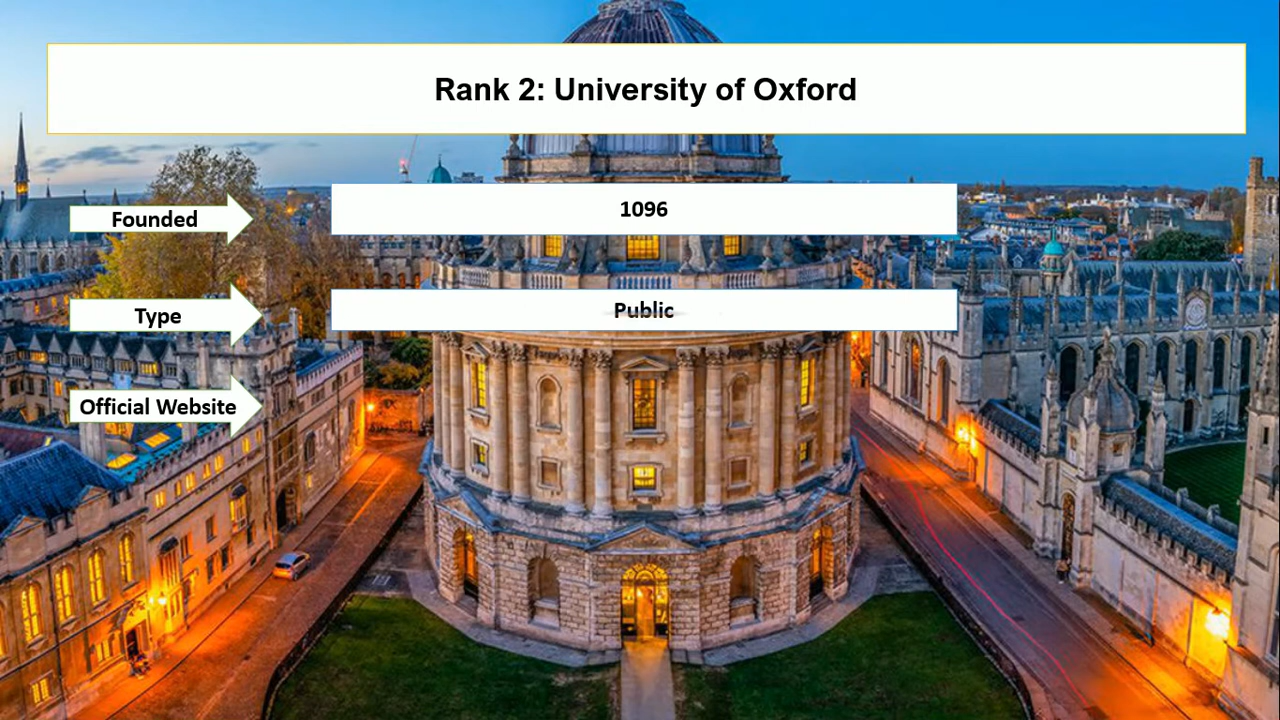 Rank 2: University of Oxford
Founded
1096
Type
Public
Official Website